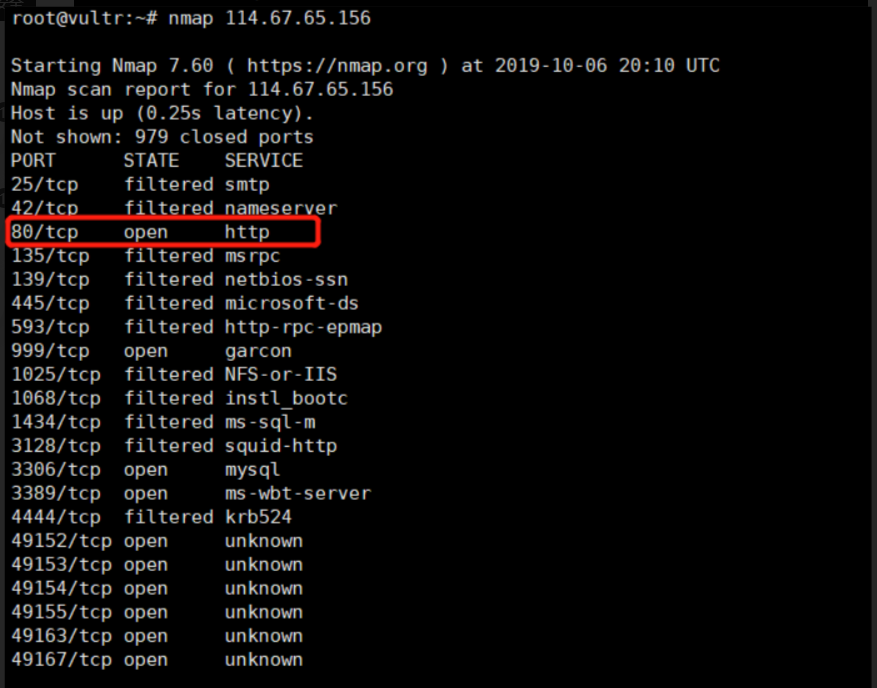 root@vultr:~# nmap 114.67.65.156
Starting Nmap 7.60 ( https://nmap.org ) at 2019-10-06 20:10 UTC
Nmap scan report for 114.67.65.156
Host is up (0.25s latency).
Not shown: 979 closed ports
PORT      STATE    SERVICE
25/tcp    filtered smtp
42/tcp    filtered nameserver
80/tcp    open     http
135/tcp   filtered msrpc
139/tcp   filtered netbios-ssn
445/tcp   filtered microsoft-ds
593/tcp   filtered http-rpc-epmap
999/tcp   open     garcon
1025/tcp  filtered NFS-or-IIS
1068/tcp  filtered instl_bootc
1434/tcp  filtered ms-sql-m
3128/tcp  filtered squid-http
3306/tcp  open     mysql
3389/tcp  open     ms-wbt-server
4444/tcp  filtered krb524
49152/tcp open     unknown
49153/tcp open     unknown
49154/tcp open     unknown
49155/tcp open     unknown
49163/tcp open     unknown
49167/tcp open     unknown